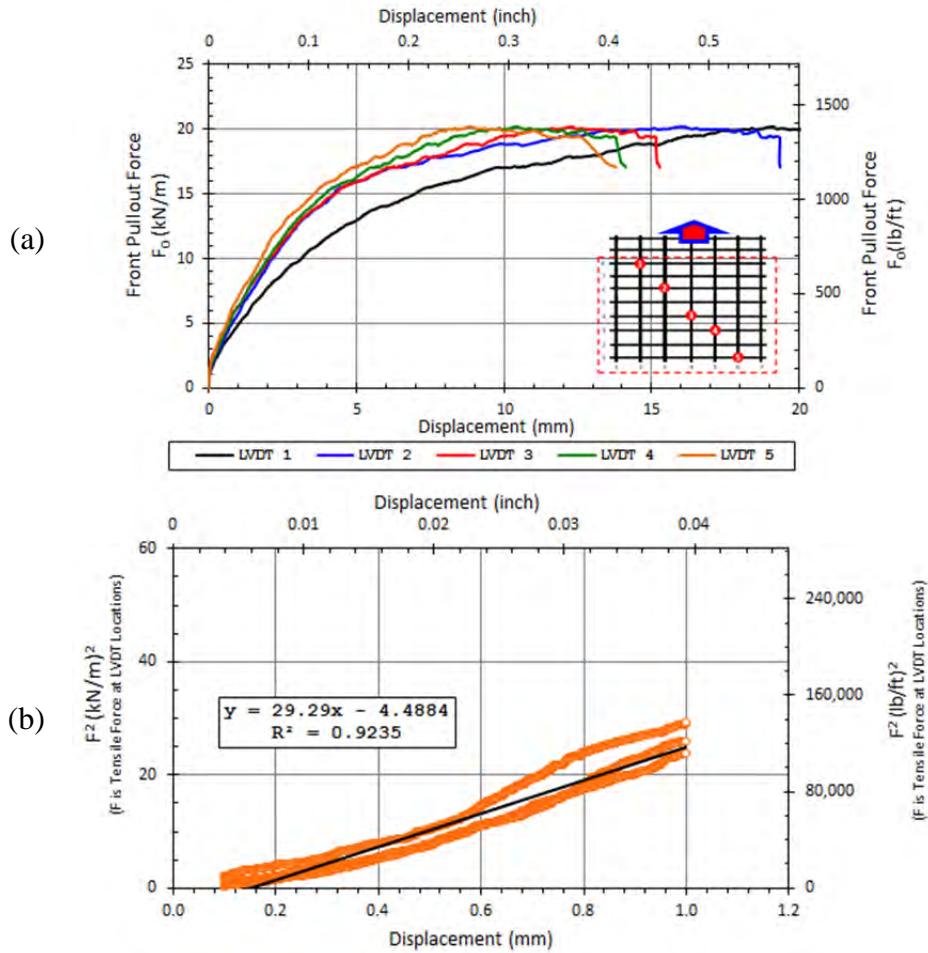 Displacement (inch)
0 0.1 0.2 0.3 0.4 0.5
(a)
Front Pullout Force
F₀ (kN/m)
25
20
15
10
5
0
1500
1000
500
0
Front Pullout Force
F₀(lb/ft)
1
2
3
4
5
0 5 10 15 20
Displacement (mm)
LVDT 1 LVDT 2 LVDT 3 LVDT 4 LVDT 5
Displacement (inch)
0 0.01 0.02 0.03 0.04
(b)
F² (kN/m)²
(F is Tensile Force at LVDT Locations)
60
40
20
0
y = 29.29x - 4.4884
R² = 0.9235
240,000
160,000
80,000
0
F² (lb/ft)²
(F is Tensile Force at LVDT Locations)
0.0 0.2 0.4 0.6 0.8 1.0 1.2
Displacement (mm)